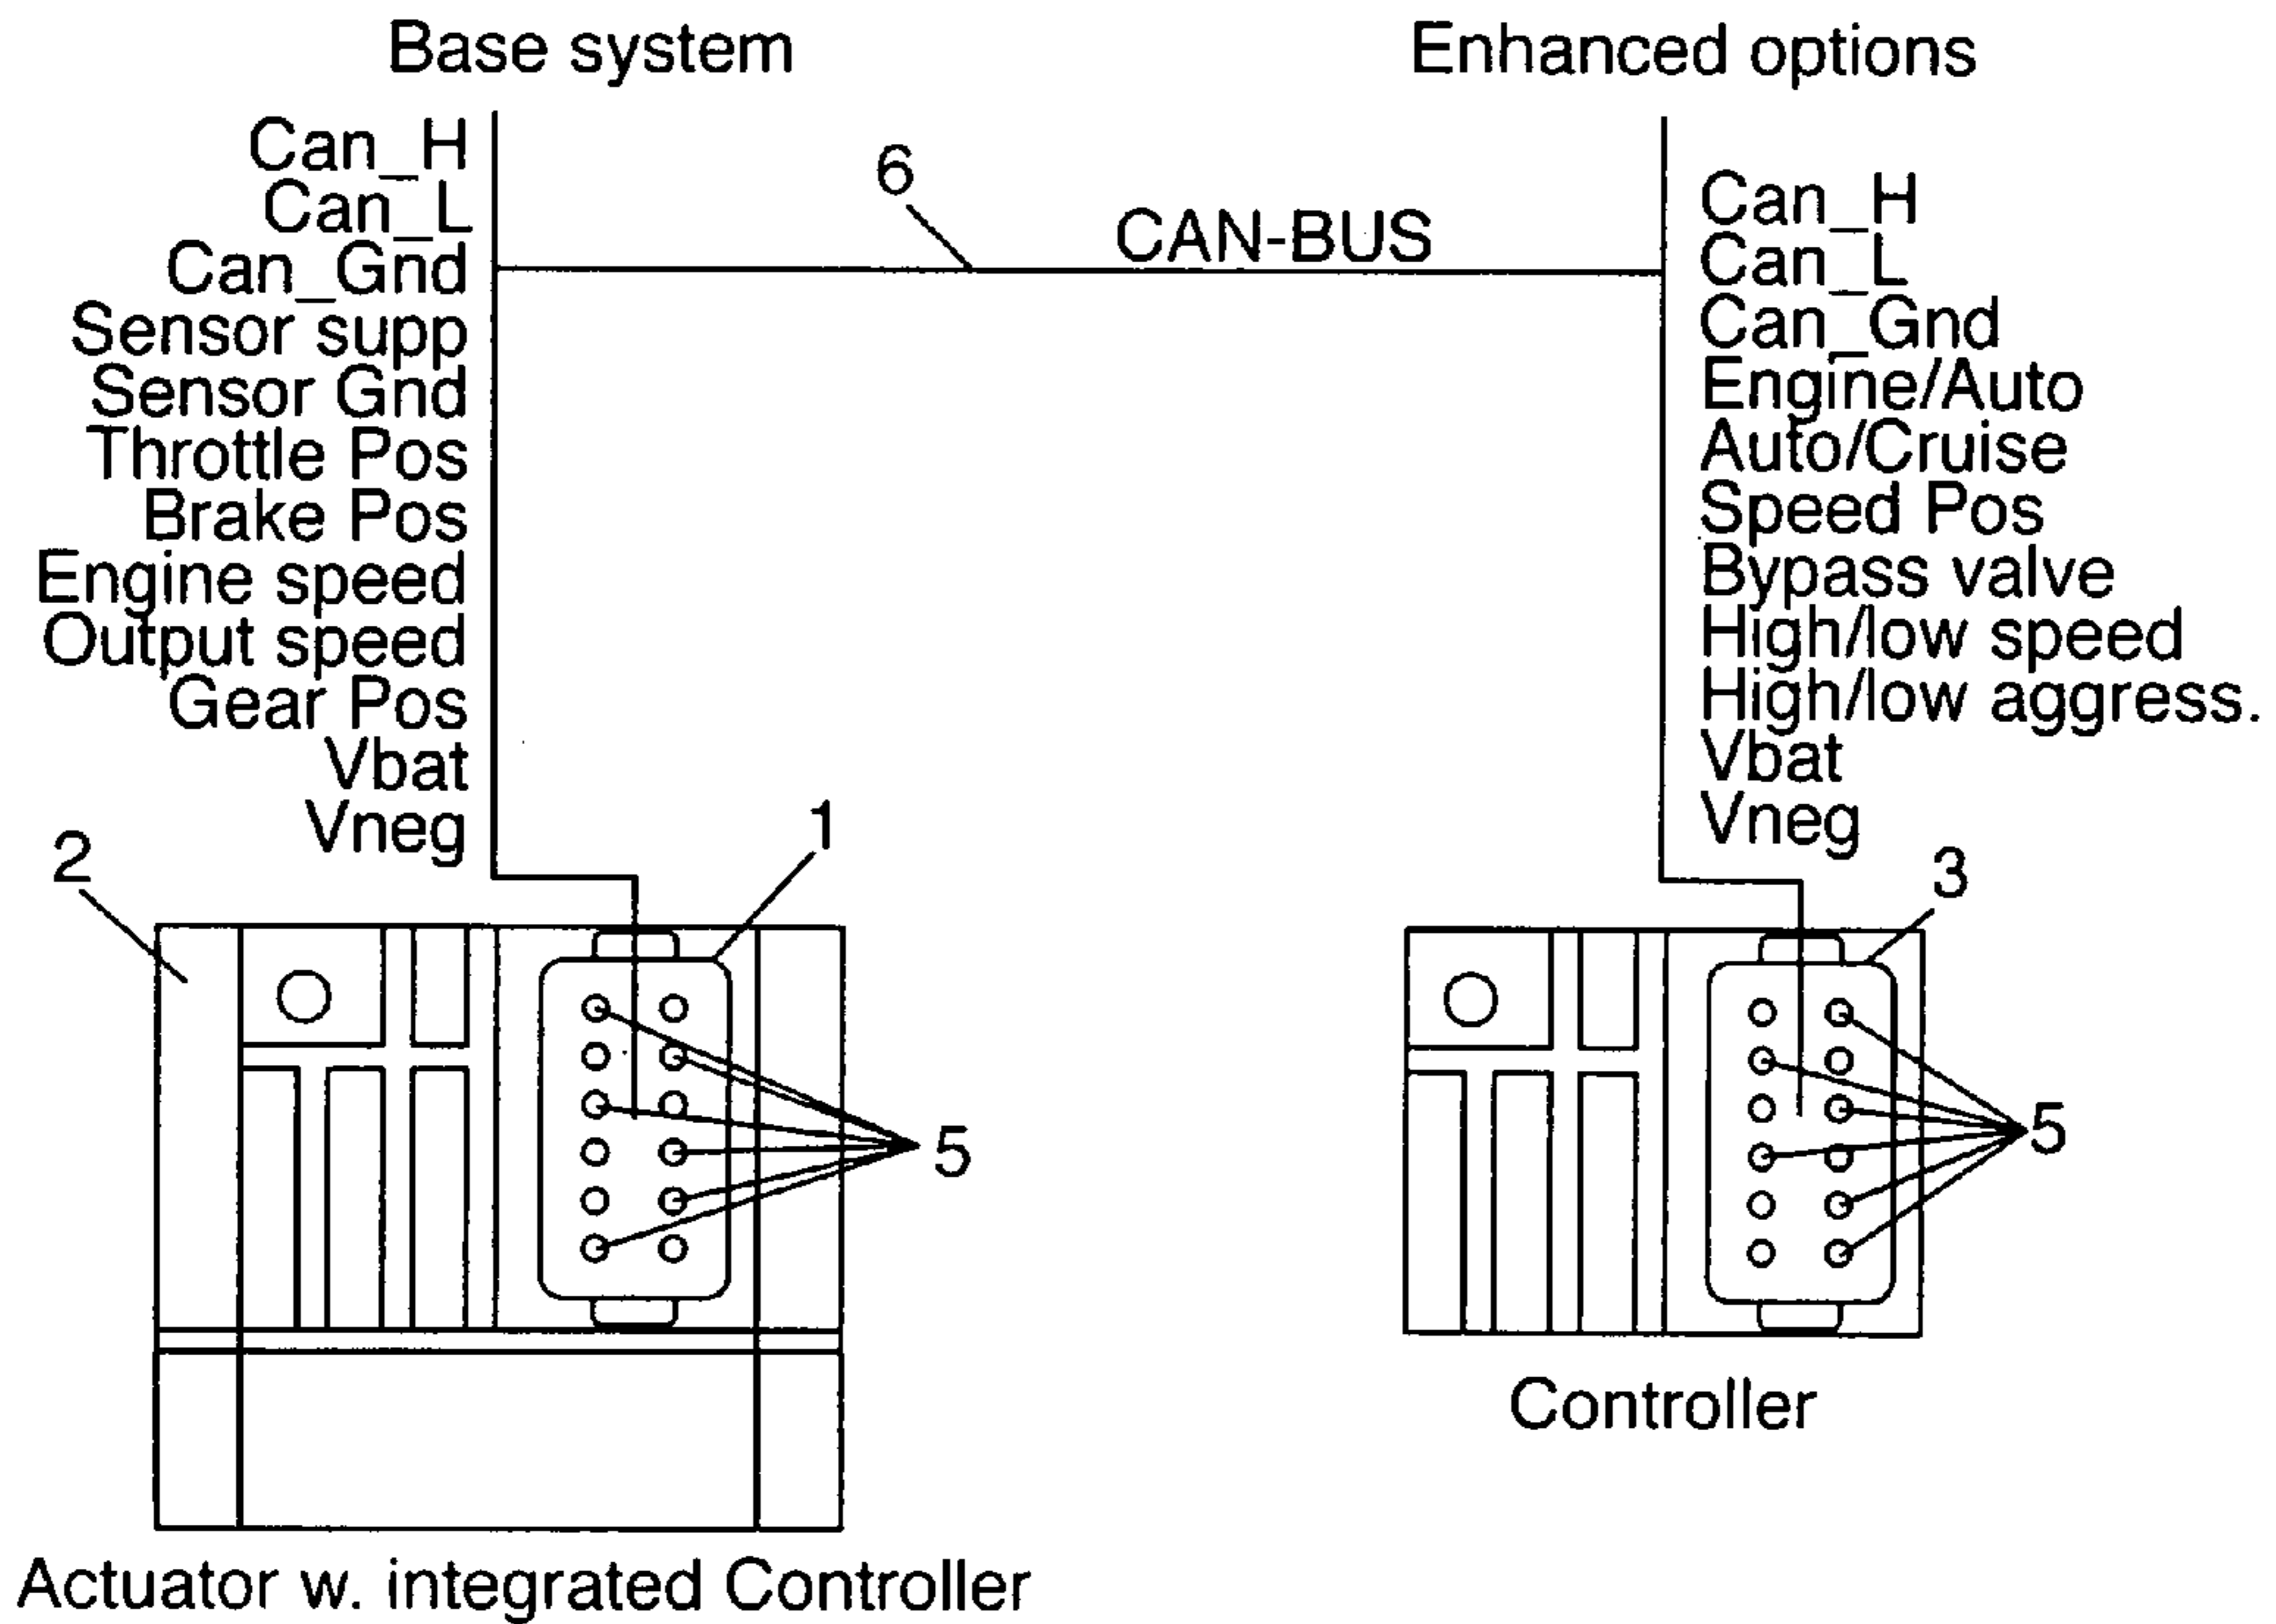 Base system
Enhanced options
Can_H
Can_L
Can_Gnd
Sensor supp
Sensor Gnd
Throttle Pos
Brake Pos
Engine speed
Output speed
Gear Pos
Vbat
Vneg
6
CAN-BUS
Can_H
Can_L
Can_Gnd
Engine/Auto
Auto/Cruise
Speed Pos
Bypass valve
High/low speed
High/low aggress.
Vbat
Vneg
2
1
3
5
5
Controller
Actuator w. integrated Controller